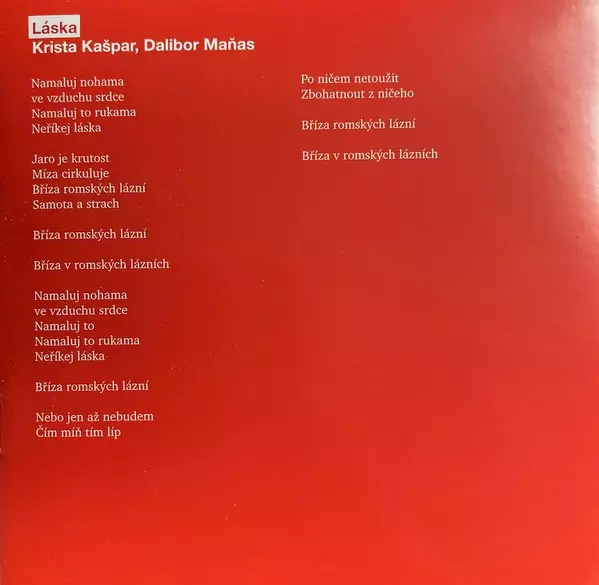 Láska
Krista Kašpar, Dalibor Maňas
Namaluj nohama
ve vzduchu srdce
Namaluj to rukama
Neříkej láska
Jaro je krutost
Míza cirkuluje
Bříza romských lázní
Samota a strach
Bříza romských lázní
Bříza v romských lázních
Namaluj nohama
ve vzduchu srdce
Namaluj to
Namaluj to rukama
Neříkej láska
Bříza romských lázní
Nebo jen až nebudem
Čím míň tím líp
Po ničem netoužit
Zbohatnout z ničeho
Bříza romských lázní
Bříza v romských lázních